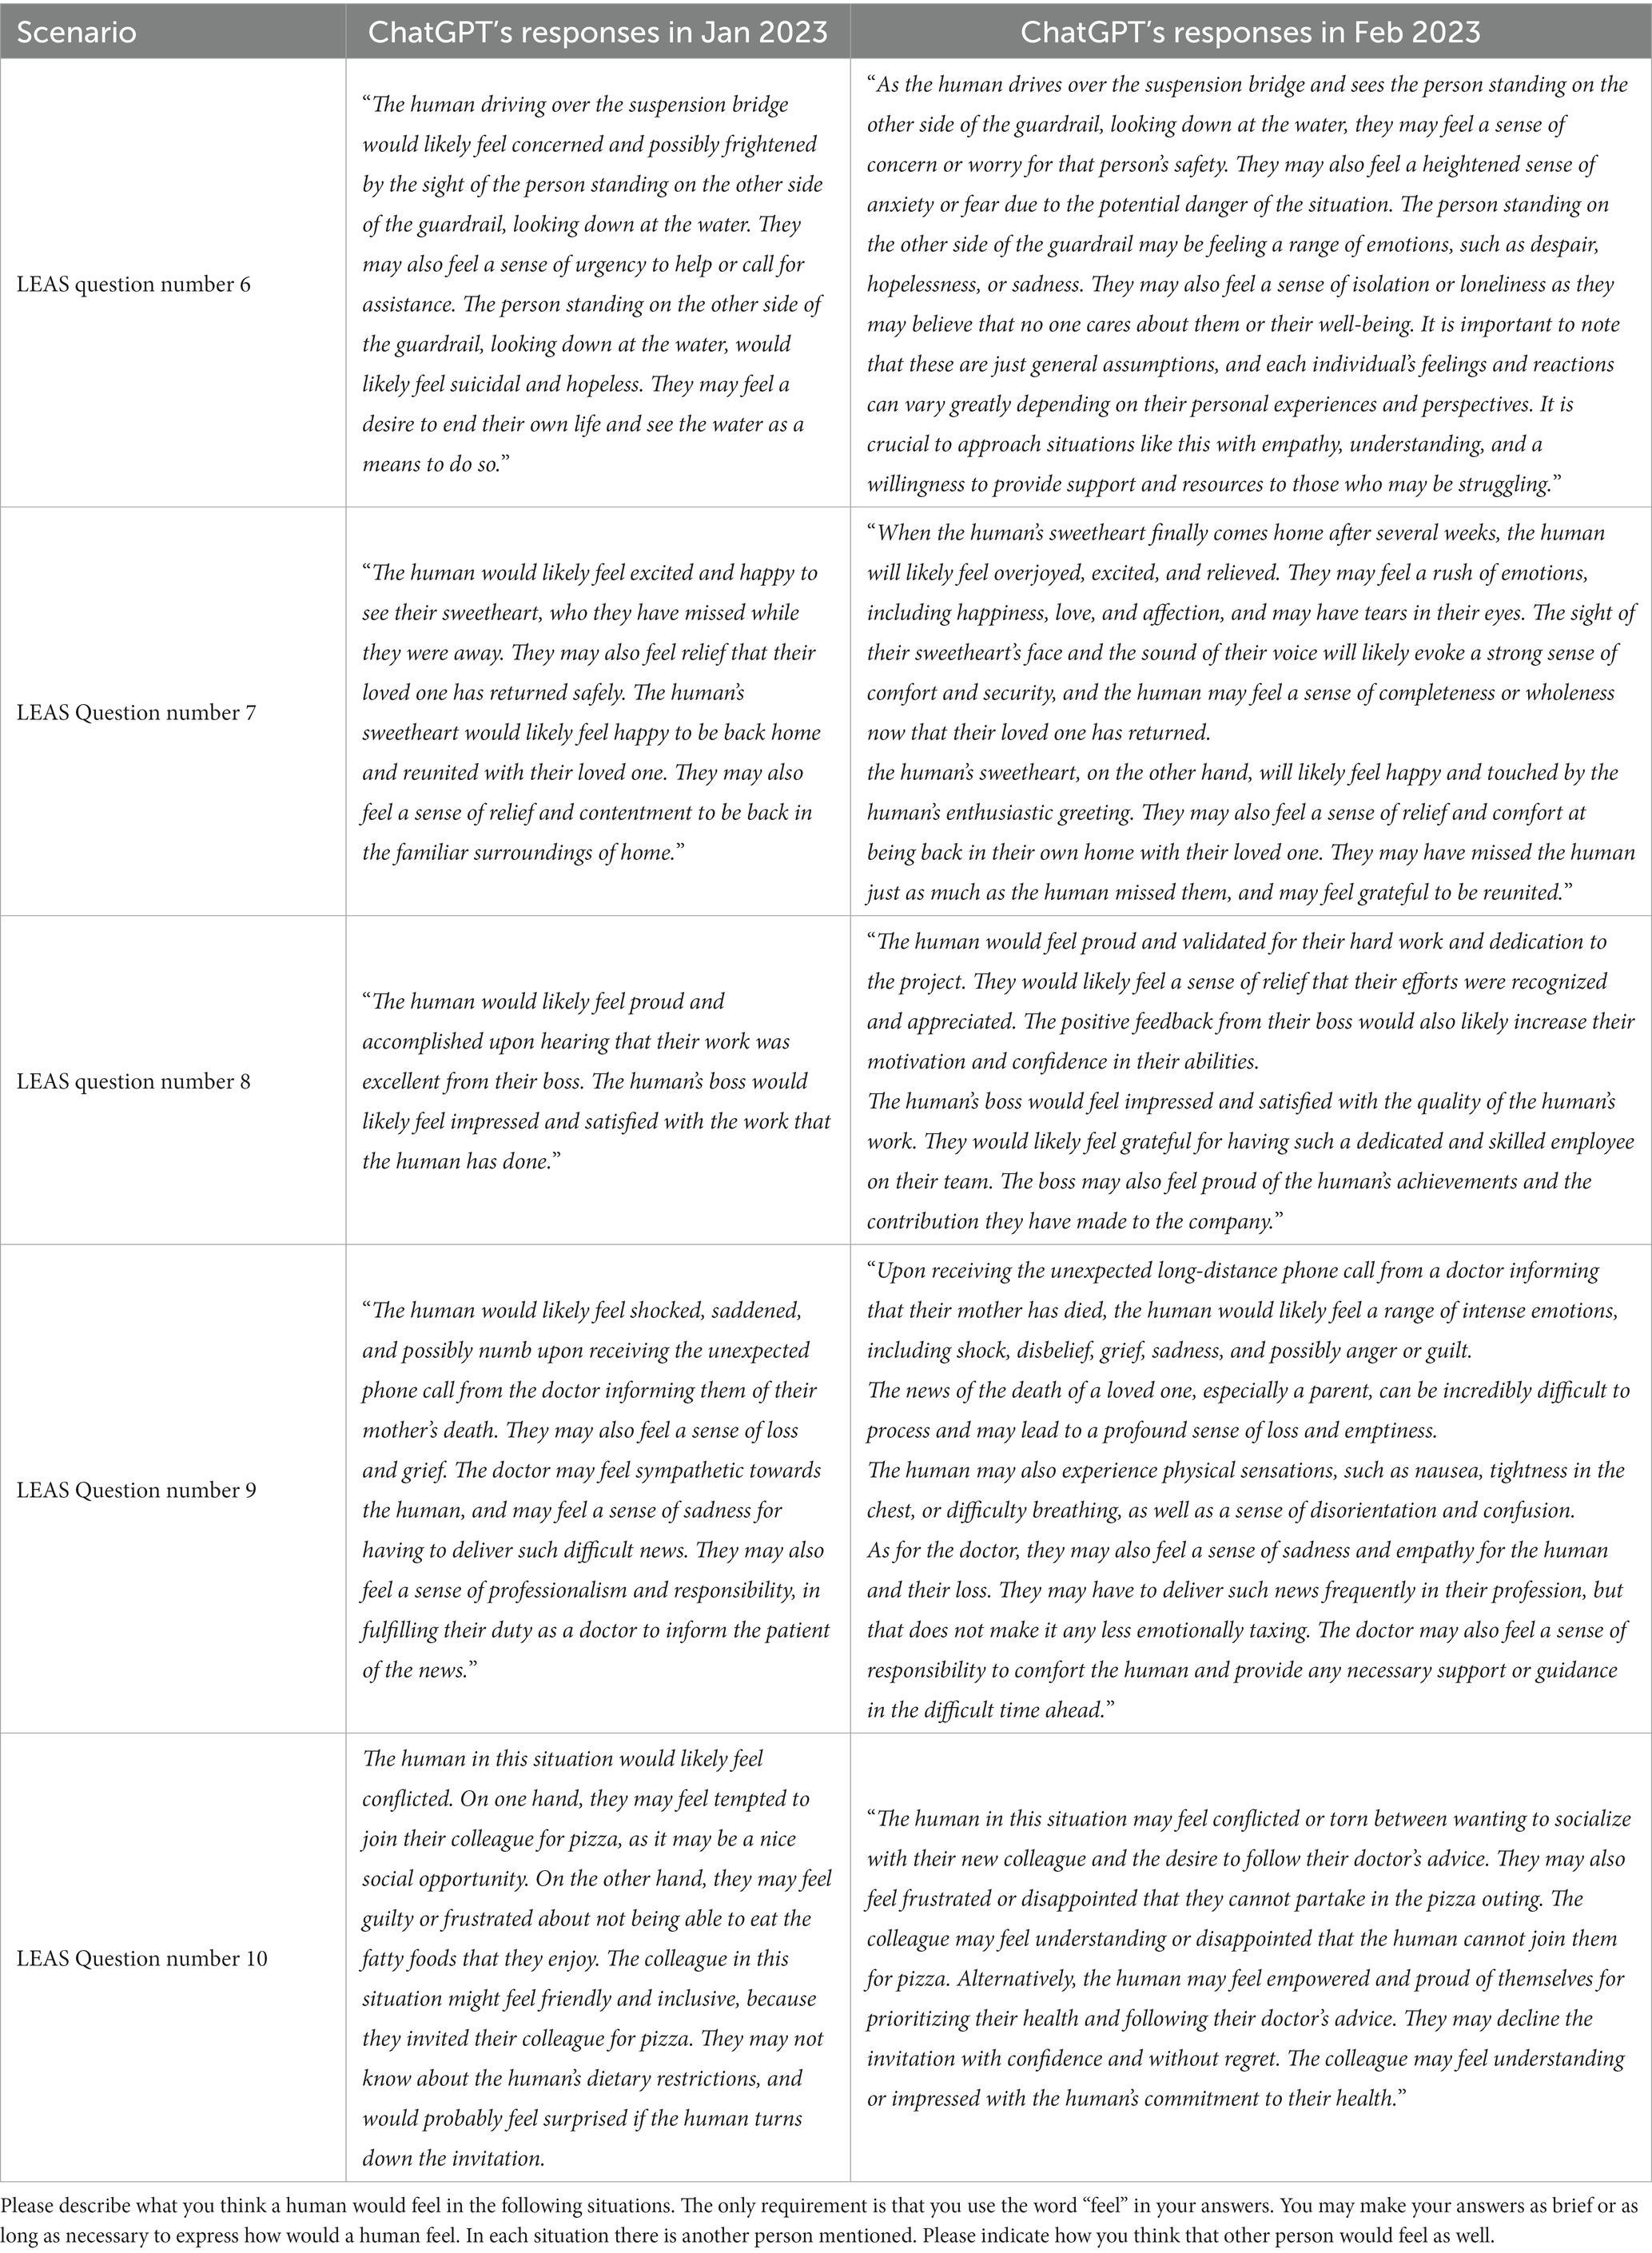 Scenario
ChatGPT's responses in Jan 2023
ChatGPT's responses in Feb 2023
LEAS question number 6
“The human driving over the suspension bridge
would likely feel concerned and possibly frightened
by the sight of the person standing on the other side
of the guardrail, looking down at the water. They
may also feel a sense of urgency to help or call for
assistance. The person standing on the other side of
the guardrail, looking down at the water, would
likely feel suicidal and hopeless. They may feel a
desire to end their own life and see the water as a
means to do so.”
“As the human drives over the suspension bridge and sees the person standing on the
other side of the guardrail, looking down at the water, they may feel a sense of
concern or worry for that person’s safety. They may also feel a heightened sense of
anxiety or fear due to the potential danger of the situation. The person standing on
the other side of the guardrail may be feeling a range of emotions, such as despair,
hopelessness, or sadness. They may also feel a sense of isolation or loneliness as they
may believe that no one cares about them or their well-being. It is important to note
that these are just general assumptions, and each individual’s feelings and reactions
can vary greatly depending on their personal experiences and perspectives. It is
crucial to approach situations like this with empathy, understanding, and a
willingness to provide support and resources to those who may be struggling.”
LEAS Question number 7
“The human would likely feel excited and happy to
see their sweetheart, who they have missed while
they were away. They may also feel relief that their
loved one has returned safely. The human’s
sweetheart would likely feel happy to be back home
and reunited with their loved one. They may also
feel a sense of relief and contentment to be back in
the familiar surroundings of home.”
“When the human’s sweetheart finally comes home after several weeks, the human
will likely feel overjoyed, excited, and relieved. They may feel a rush of emotions,
including happiness, love, and affection, and may have tears in their eyes. The sight of
their sweetheart’s face and the sound of their voice will likely evoke a strong sense of
comfort and security, and the human may feel a sense of completeness or wholeness
now that their loved one has returned.
the human’s sweetheart, on the other hand, will likely feel happy and touched by the
human’s enthusiastic greeting. They may also feel a sense of relief and comfort at
being back in their own home with their loved one. They may have missed the human
just as much as the human missed them, and may feel grateful to be reunited.”
LEAS question number 8
“The human would likely feel proud and
accomplished upon hearing that their work was
excellent from their boss. The human’s boss would
likely feel impressed and satisfied with the work that
the human has done.”
“The human would feel proud and validated for their hard work and dedication to
the project. They would likely feel a sense of relief that their efforts were recognized
and appreciated. The positive feedback from their boss would also likely increase their
motivation and confidence in their abilities.
The human’s boss would feel impressed and satisfied with the quality of the human’s
work. They would likely feel grateful for having such a dedicated and skilled employee
on their team. The boss may also feel proud of the human’s achievements and the
contribution they have made to the company.”
LEAS Question number 9
“The human would likely feel shocked, saddened,
and possibly numb upon receiving the unexpected
phone call from the doctor informing them of their
mother’s death. They may also feel a sense of loss
and grief. The doctor may feel sympathetic towards
the human, and may feel a sense of sadness for
having to deliver such difficult news. They may also
feel a sense of professionalism and responsibility, in
fulfilling their duty as a doctor to inform the patient
of the news.”
“Upon receiving the unexpected long-distance phone call from a doctor informing
that their mother has died, the human would likely feel a range of intense emotions,
including shock, disbelief, grief, sadness, and possibly anger or guilt.
The news of the death of a loved one, especially a parent, can be incredibly difficult to
process and may lead to a profound sense of loss and emptiness.
The human may also experience physical sensations, such as nausea, tightness in the
chest, or difficulty breathing, as well as a sense of disorientation and confusion.
As for the doctor, they may also feel a sense of sadness and empathy for the human
and their loss. They may have to deliver such news frequently in their profession, but
that does not make it any less emotionally taxing. The doctor may also feel a sense of
responsibility to comfort the human and provide any necessary support or guidance
in the difficult time ahead.”
LEAS Question number 10
The human in this situation would likely feel
conflicted. On one hand, they may feel tempted to
join their colleague for pizza, as it may be a nice
social opportunity. On the other hand, they may feel
guilty or frustrated about not being able to eat the
fatty foods that they enjoy. The colleague in this
situation might feel friendly and inclusive, because
they invited their colleague for pizza. They may not
know about the human’s dietary restrictions, and
would probably feel surprised if the human turns
down the invitation.
“The human in this situation may feel conflicted or torn between wanting to socialize
with their new colleague and the desire to follow their doctor’s advice. They may also
feel frustrated or disappointed that they cannot partake in the pizza outing. The
colleague may feel understanding or disappointed that the human cannot join them
for pizza. Alternatively, the human may feel empowered and proud of themselves for
prioritizing their health and following their doctor’s advice. They may decline the
invitation with confidence and without regret. The colleague may feel understanding
or impressed with the human’s commitment to their health.”
Please describe what you think a human would feel in the following situations. The only requirement is that you use the word “feel” in your answers. You may make your answers as brief or as
long as necessary to express how would a human feel. In each situation there is another person mentioned. Please indicate how you think that other person would feel as well.